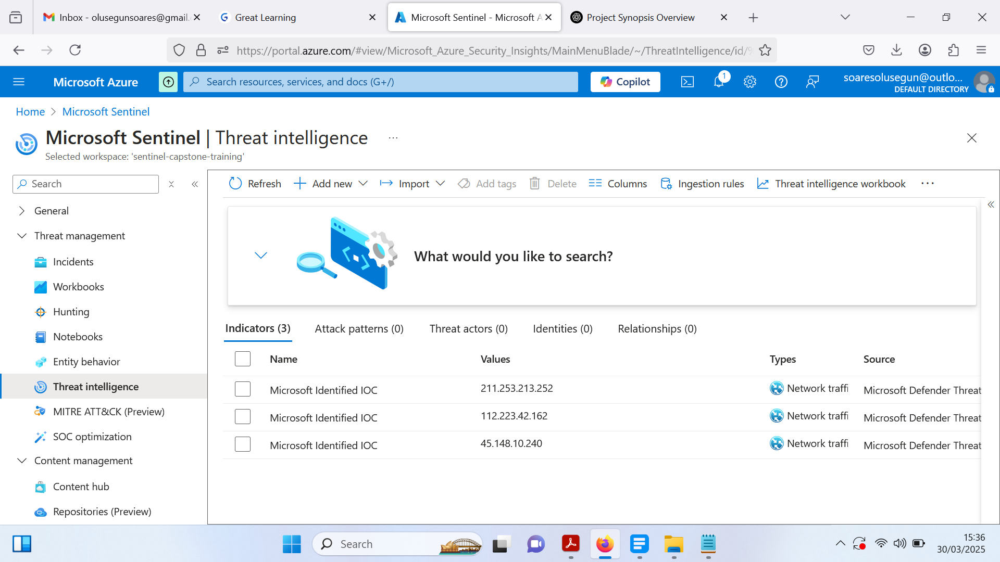 Inbox - olusegunsoares@gmail.
Great Learning
Microsoft Sentinel - Microsoft A
Project Synopsis Overview
https://portal.azure.com/#view/Microsoft_Azure_Security_Insights/MainMenuBlade/~/ThreatIntelligence/id/%
Microsoft Azure
Search resources, services, and docs (G+/)
Copilot
1
soaresolusegun@outlo...
DEFAULT DIRECTORY
Home > Microsoft Sentinel
Microsoft Sentinel | Threat intelligence ...
Selected workspace: 'sentinel-capstone-training'
Search
General
Threat management
Incidents
Workbooks
Hunting
Notebooks
Entity behavior
Threat intelligence
MITRE ATT&CK (Preview)
SOC optimization
Content management
Content hub
Repositories (Preview)
Refresh
Add new
Import
Add tags
Delete
Columns
Ingestion rules
Threat intelligence workbook
...
What would you like to search?
Indicators (3)
Attack patterns (0)
Threat actors (0)
Identities (0)
Relationships (0)
Name Values Types Source
Microsoft Identified IOC 211.253.213.252 Network traffi Microsoft Defender Threat
Microsoft Identified IOC 112.223.42.162 Network traffi Microsoft Defender Threat
Microsoft Identified IOC 45.148.10.240 Network traffi Microsoft Defender Threat
Search
15:36
30/03/2025